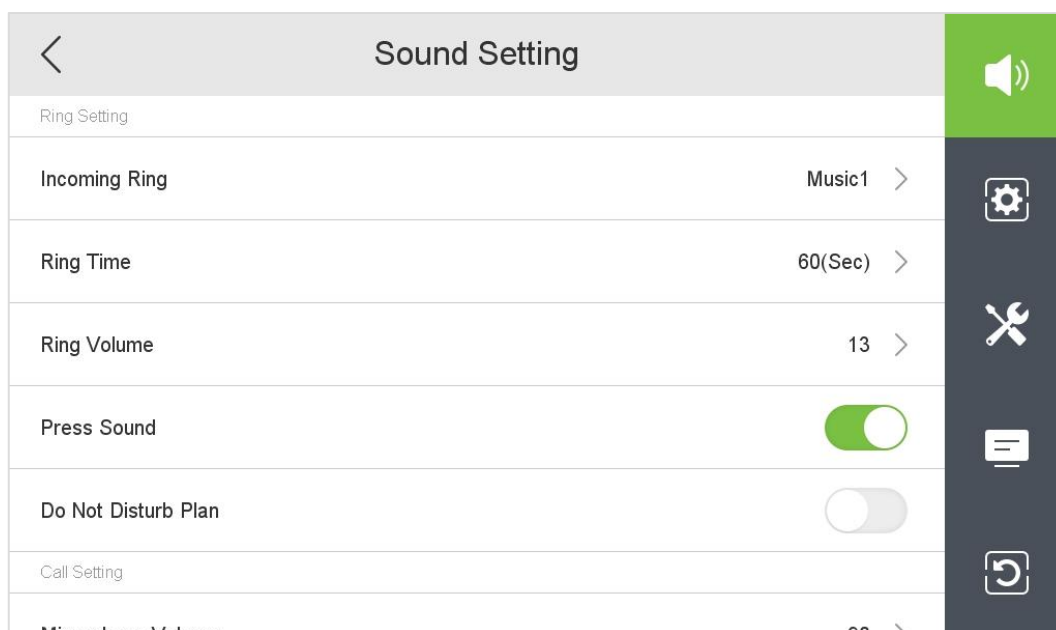 Sound Setting
Ring Setting
Incoming Ring Music1
Ring Time 60(Sec)
Ring Volume 13
Press Sound
Do Not Disturb Plan
Call Setting